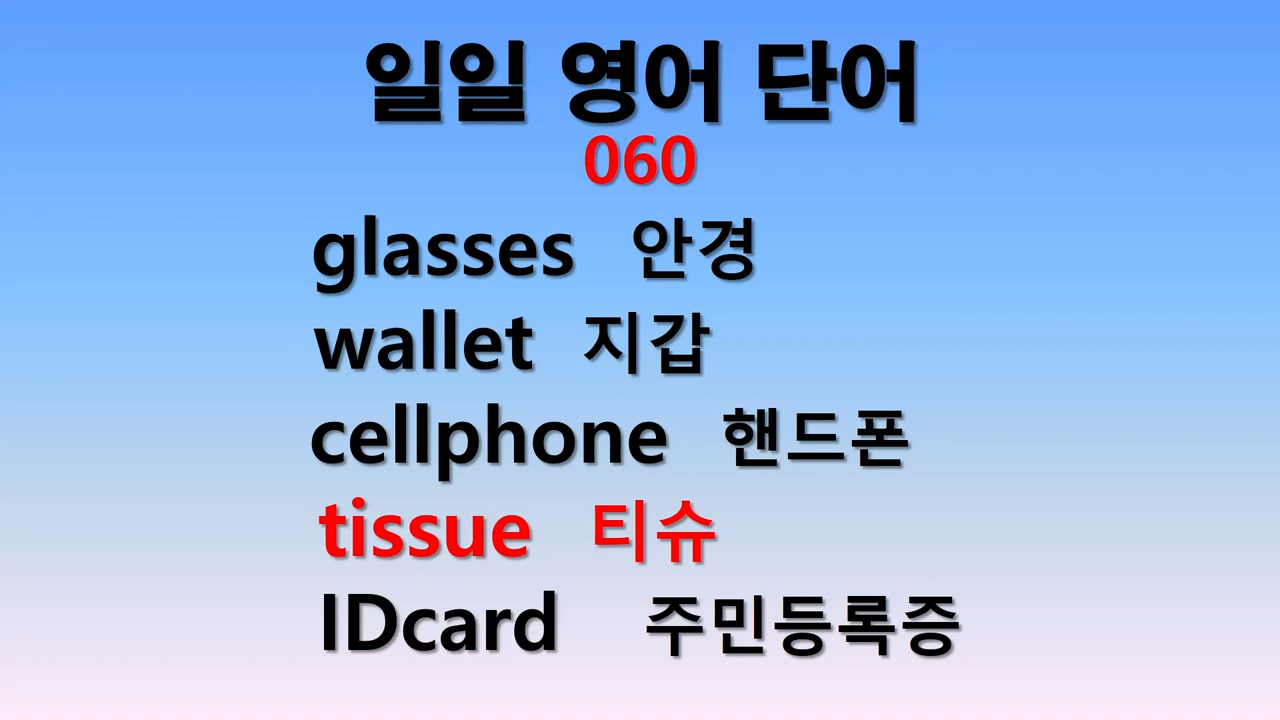 일일 영어 단어
060
glasses 안경
wallet 지갑
cellphone 핸드폰
tissue 티슈
IDcard 주민등록증